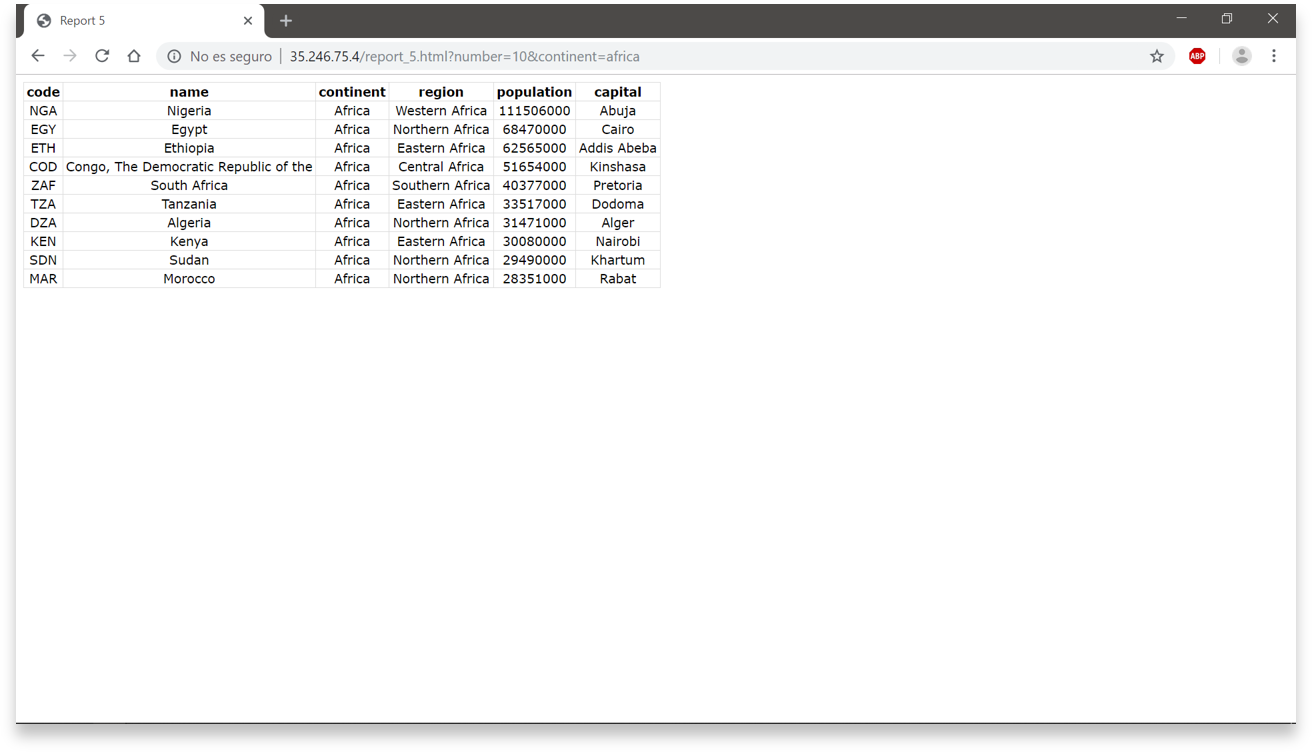 Report 5
No es seguro | 35.246.75.4/report_5.html?number=10&continent=africa
ABP
code name continent region population capital
NGA Nigeria Africa Western Africa 111506000 Abuja
EGY Egypt Africa Northern Africa 68470000 Cairo
ETH Ethiopia Africa Eastern Africa 62565000 Addis Abeba
COD Congo, The Democratic Republic of the Africa Central Africa 51654000 Kinshasa
ZAF South Africa Africa Southern Africa 40377000 Pretoria
TZA Tanzania Africa Eastern Africa 33517000 Dodoma
DZA Algeria Africa Northern Africa 31471000 Alger
KEN Kenya Africa Eastern Africa 30080000 Nairobi
SDN Sudan Africa Northern Africa 29490000 Khartum
MAR Morocco Africa Northern Africa 28351000 Rabat